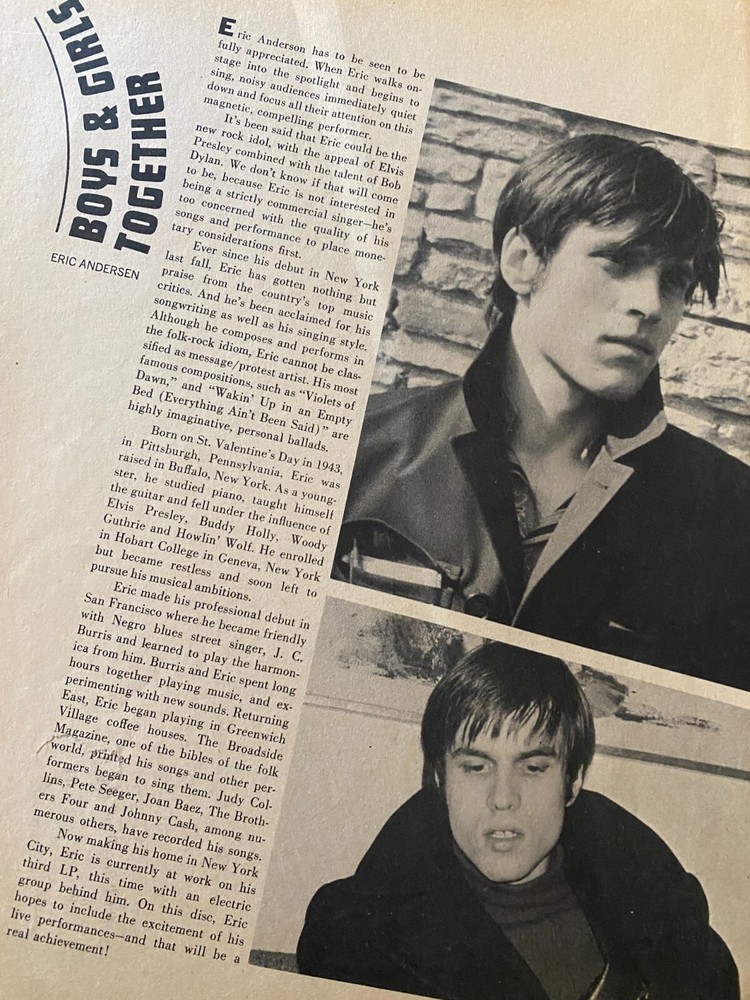 BOYS & GIRLS
TOGETHER
ERIC ANDERSEN
Eric Anderson has to be seen to be
fully appreciated. When Eric walks on-
stage into the spotlight and begins to
sing, noisy audiences immediately quiet
down and focus all their attention on this
magnetic, compelling performer.
It's been said that Eric could be the
new rock idol, with the appeal of Elvis
Presley combined with the talent of Bob
Dylan. We don't know if that will come
to be, because Eric is not interested in
being a strictly commercial singer—he's
too concerned with the quality of his
songs and performance to place mone-
tary considerations first.
Ever since his debut in New York
last fall, Eric has gotten nothing but
praise from the country's top music
critics. And he's been acclaimed for his
songwriting as well as his singing style.
Although he composes and performs in
the folk-rock idiom, Eric cannot be clas-
sified as message/protest artist. His most
famous compositions, such as "Violets of
Dawn," and "Wakin' Up in an Empty
Bed (Everything Ain't Been Said)" are
highly imaginative, personal ballads.
Born on St. Valentine's Day in 1943,
in Pittsburgh, Pennsylvania, Eric was
raised in Buffalo, New York. As a young-
ster, he studied piano, taught himself
the guitar and fell under the influence of
Elvis Presley, Buddy Holly, Woody
Guthrie and Howlin' Wolf. He enrolled
in Hobart College in Geneva, New York
but became restless and soon left to
pursue his musical ambitions.
Eric made his professional debut in
San Francisco where he became friendly
with Negro blues street singer, J. C.
Burris and learned to play the harmon-
ica from him. Burris and Eric spent long
hours together playing music, and ex-
perimenting with new sounds. Returning
East, Eric began playing in Greenwich
Village coffee houses. The Broadside
Magazine, one of the bibles of the folk
world, printed his songs and other per-
formers began to sing them. Judy Col-
lins, Pete Seeger, Joan Baez, The Broth-
ers Four and Johnny Cash, among nu-
merous others, have recorded his songs.
Now making his home in New York
City, Eric is currently at work on his
third LP, this time with an electric
group behind him. On this disc, Eric
hopes to include the excitement of his
live performances—and that will be a
real achievement!